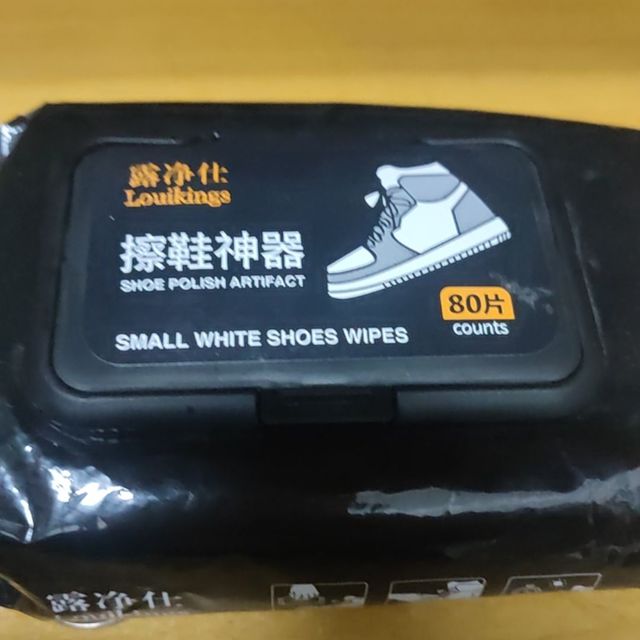 露净仕
Louikings
擦鞋神器
SHOE POLISH ARTIFACT
80片
counts
SMALL WHITE SHOES WIPES
露净仕